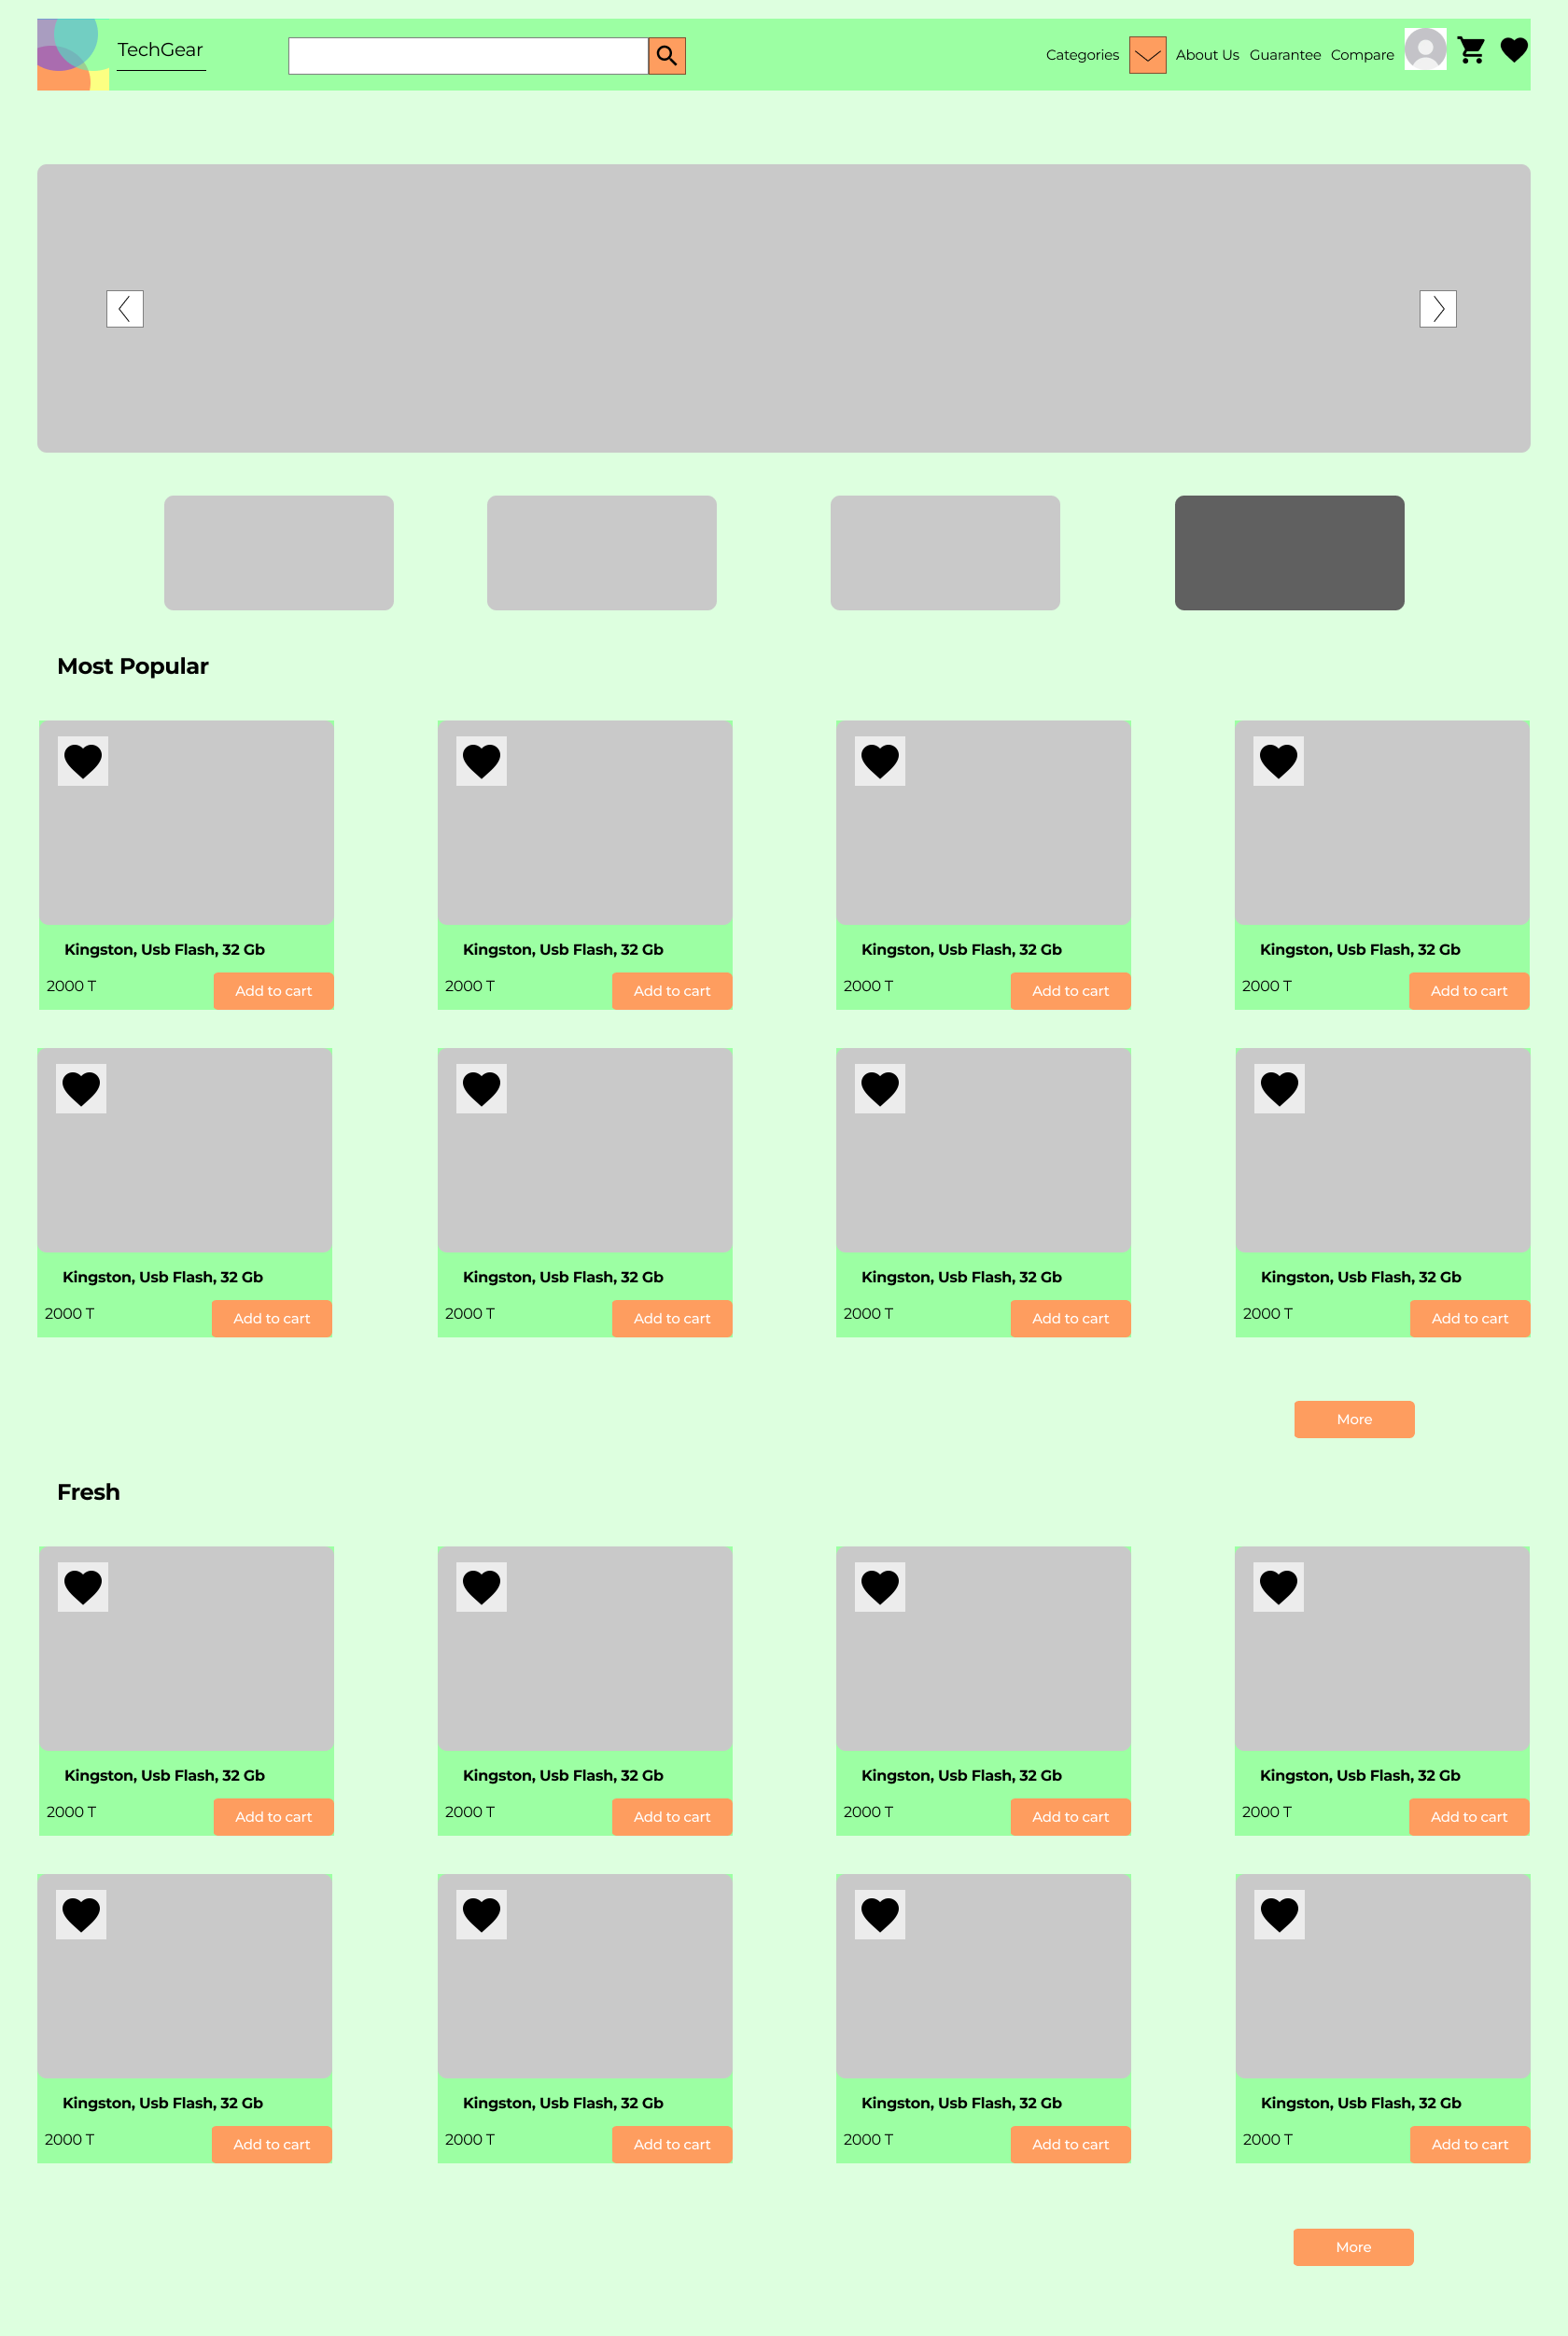 TechGear
Categories About Us Guarantee Compare
Most Popular
Kingston, Usb Flash, 32 Gb
2000 T Add to cart
Kingston, Usb Flash, 32 Gb
2000 T Add to cart
Kingston, Usb Flash, 32 Gb
2000 T Add to cart
Kingston, Usb Flash, 32 Gb
2000 T Add to cart
Kingston, Usb Flash, 32 Gb
2000 T Add to cart
Kingston, Usb Flash, 32 Gb
2000 T Add to cart
Kingston, Usb Flash, 32 Gb
2000 T Add to cart
Kingston, Usb Flash, 32 Gb
2000 T Add to cart
More
Fresh
Kingston, Usb Flash, 32 Gb
2000 T Add to cart
Kingston, Usb Flash, 32 Gb
2000 T Add to cart
Kingston, Usb Flash, 32 Gb
2000 T Add to cart
Kingston, Usb Flash, 32 Gb
2000 T Add to cart
Kingston, Usb Flash, 32 Gb
2000 T Add to cart
Kingston, Usb Flash, 32 Gb
2000 T Add to cart
Kingston, Usb Flash, 32 Gb
2000 T Add to cart
Kingston, Usb Flash, 32 Gb
2000 T Add to cart
More